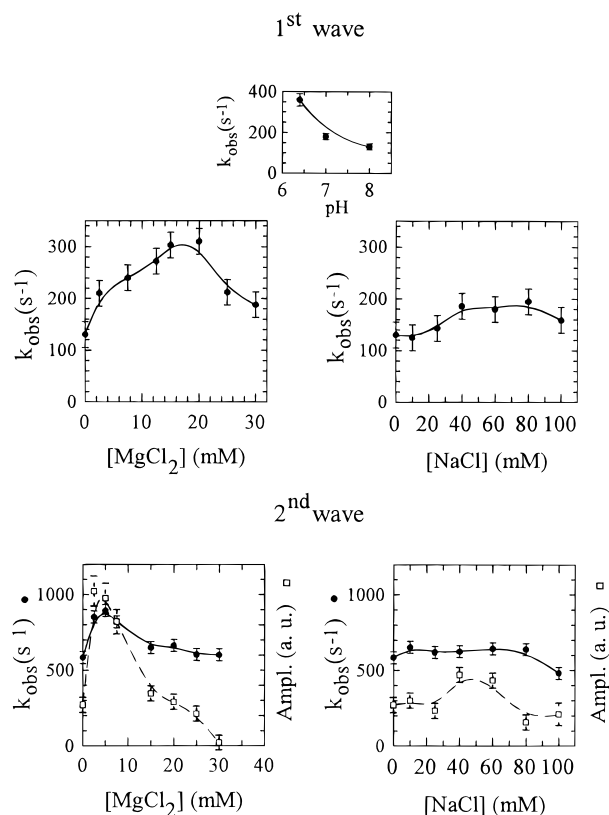 1st wave
kobs(s-1)
400
200
0
6 7 8
pH
kobs(s-1)
300
200
100
0
0 10 20 30
[MgCl2] (mM)
kobs(s-1)
300
200
100
0
0 20 40 60 80 100
[NaCl] (mM)
2nd wave
kobs(s-1)
1000
500
0
0 10 20 30 40
[MgCl2] (mM)
Ampl. (a. u.)
kobs(s-1)
1000
500
0
0 20 40 60 80 100
[NaCl] (mM)
Ampl. (a. u.)